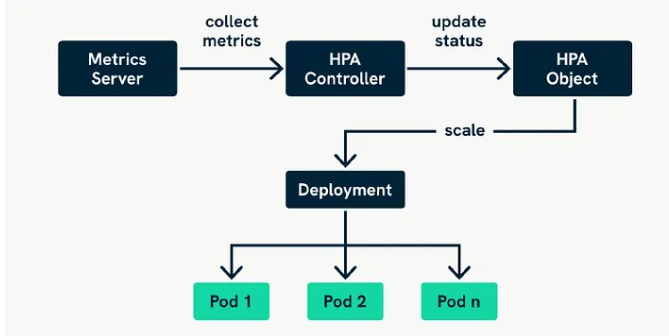 collect
metrics
update
status
Metrics
Server
HPA
Controller
HPA
Object
scale
Deployment
Pod 1
Pod 2
Pod n